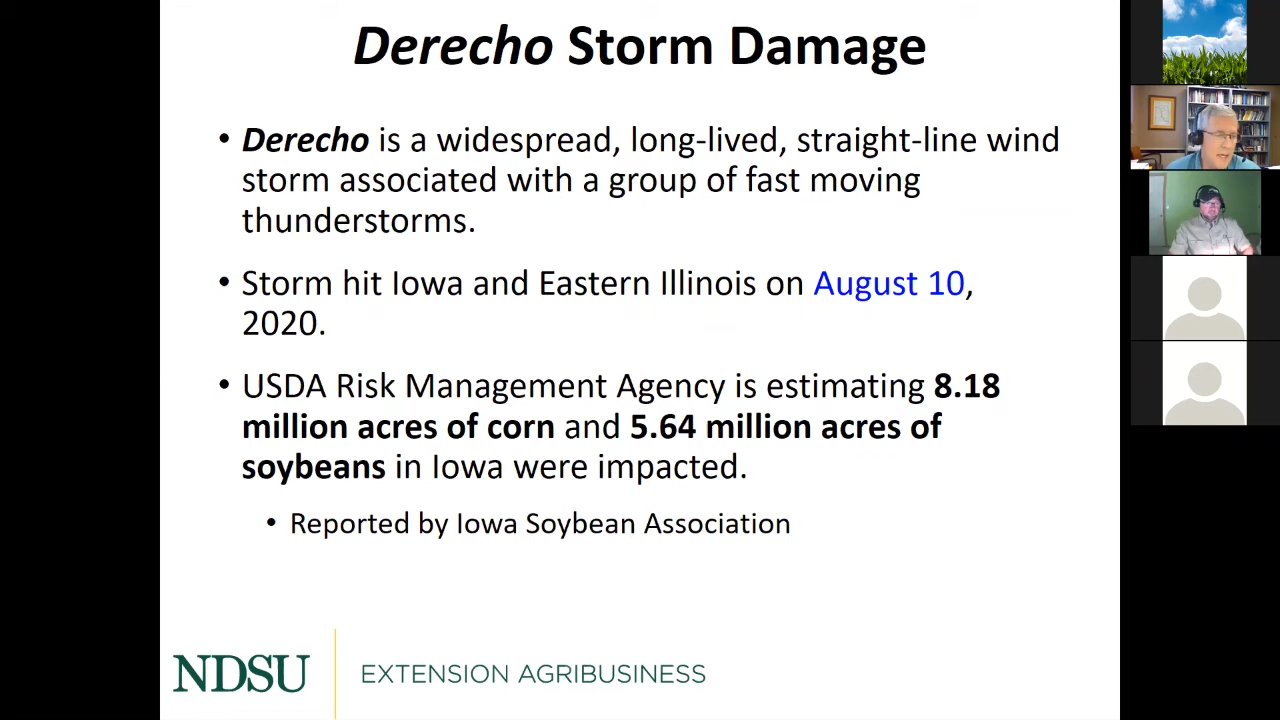 Derecho Storm Damage
• Derecho is a widespread, long-lived, straight-line wind
storm associated with a group of fast moving
thunderstorms.
• Storm hit Iowa and Eastern Illinois on August 10,
2020.
• USDA Risk Management Agency is estimating 8.18
million acres of corn and 5.64 million acres of
soybeans in Iowa were impacted.
• Reported by Iowa Soybean Association
NDSU EXTENSION AGRIBUSINESS